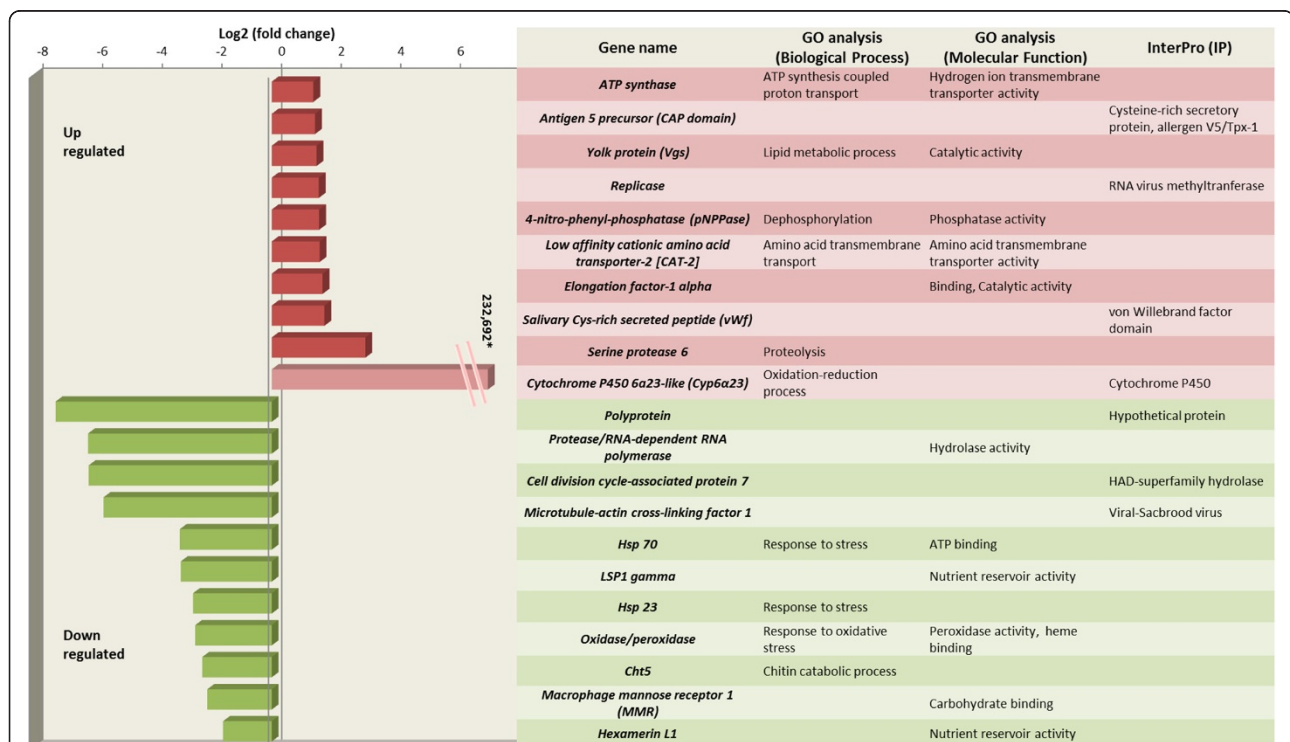 Log2 (fold change)
-8 -6 -4 -2 0 2 4 6
Up
regulated
232,692*
Down
regulated
Gene name
GO analysis
(Biological Process)
GO analysis
(Molecular Function)
InterPro (IP)
ATP synthase
ATP synthesis coupled
proton transport
Hydrogen ion transmembrane
transporter activity
Antigen 5 precursor (CAP domain)
Cysteine-rich secretory
protein, allergen V5/Tpx-1
Yolk protein (Vgs)
Lipid metabolic process
Catalytic activity
Replicase
RNA virus methyltranferase
4-nitro-phenyl-phosphatase (pNPPase)
Dephosphorylation
Phosphatase activity
Low affinity cationic amino acid
transporter-2 [CAT-2]
Amino acid transmembrane
transport
Amino acid transmembrane
transporter activity
Elongation factor-1 alpha
Binding, Catalytic activity
Salivary Cys-rich secreted peptide (vWf)
von Willebrand factor
domain
Serine protease 6
Proteolysis
Cytochrome P450 6a23-like (Cyp6α23)
Oxidation-reduction
process
Cytochrome P450
Polyprotein
Hypothetical protein
Protease/RNA-dependent RNA
polymerase
Hydrolase activity
Cell division cycle-associated protein 7
HAD-superfamily hydrolase
Microtubule-actin cross-linking factor 1
Viral-Sacbrood virus
Hsp 70
Response to stress
ATP binding
LSP1 gamma
Nutrient reservoir activity
Hsp 23
Response to stress
Oxidase/peroxidase
Response to oxidative
stress
Peroxidase activity, heme
binding
Cht5
Chitin catabolic process
Macrophage mannose receptor 1
(MMR)
Carbohydrate binding
Hexamerin L1
Nutrient reservoir activity